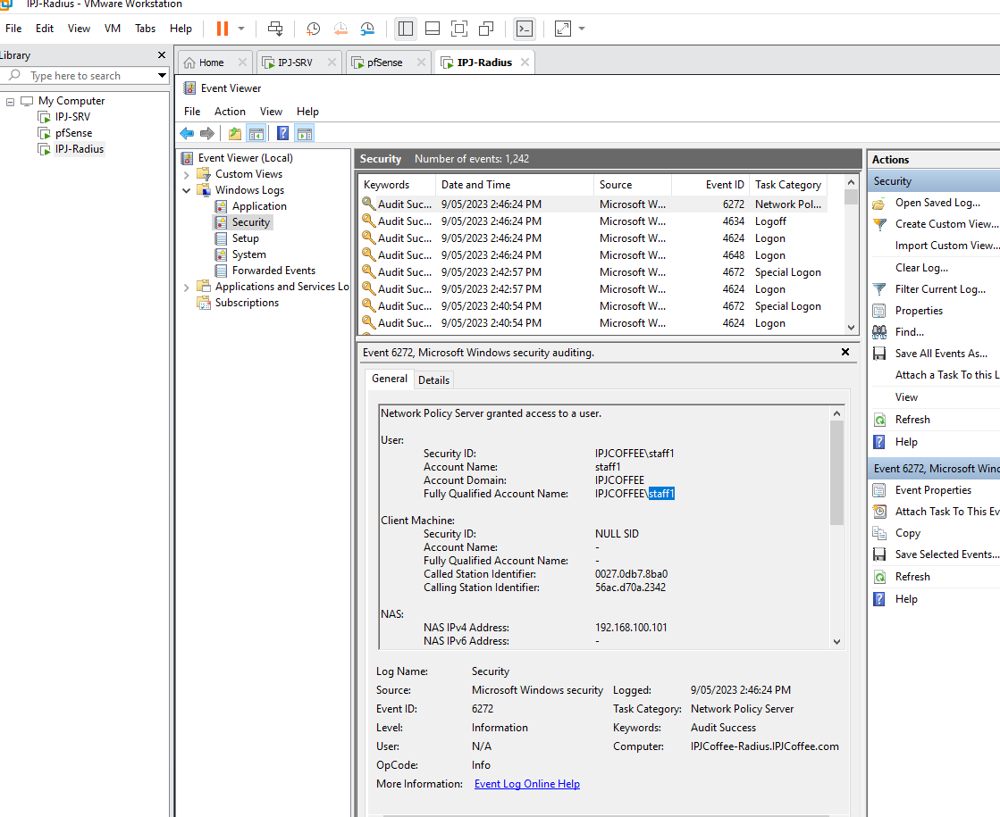 IPJ-Radius - VMware Workstation
File Edit View VM Tabs Help
Library
Type here to search
My Computer
IPJ-SRV
pfSense
IPJ-Radius
Home IPJ-SRV pfSense IPJ-Radius
Event Viewer
File Action View Help
Event Viewer (Local)
Custom Views
Windows Logs
Application
Security
Setup
System
Forwarded Events
Applications and Services Lo
Subscriptions
Security Number of events: 1,242
Keywords Date and Time Source Event ID Task Category
Audit Suc... 9/05/2023 2:46:24 PM Microsoft W... 6272 Network Pol...
Audit Suc... 9/05/2023 2:46:24 PM Microsoft W... 4634 Logoff
Audit Suc... 9/05/2023 2:46:24 PM Microsoft W... 4624 Logon
Audit Suc... 9/05/2023 2:46:24 PM Microsoft W... 4648 Logon
Audit Suc... 9/05/2023 2:42:57 PM Microsoft W... 4672 Special Logon
Audit Suc... 9/05/2023 2:42:57 PM Microsoft W... 4624 Logon
Audit Suc... 9/05/2023 2:40:54 PM Microsoft W... 4672 Special Logon
Audit Suc... 9/05/2023 2:40:54 PM Microsoft W... 4624 Logon
Event 6272, Microsoft Windows security auditing.
General Details
Network Policy Server granted access to a user.
User:
Security ID: IPJCOFFEE\staff1
Account Name: staff1
Account Domain: IPJCOFFEE
Fully Qualified Account Name: IPJCOFFEE\staff1
Client Machine:
Security ID: NULL SID
Account Name: -
Fully Qualified Account Name: -
Called Station Identifier: 0027.0db7.8ba0
Calling Station Identifier: 56ac.d70a.2342
NAS:
NAS IPv4 Address: 192.168.100.101
NAS IPv6 Address: -
Log Name: Security
Source: Microsoft Windows security Logged: 9/05/2023 2:46:24 PM
Event ID: 6272 Task Category: Network Policy Server
Level: Information Keywords: Audit Success
User: N/A Computer: IPJCoffee-Radius.IPJCoffee.com
OpCode: Info
More Information: Event Log Online Help
Actions
Security
Open Saved Log...
Create Custom View...
Import Custom View...
Clear Log...
Filter Current Log...
Properties
Find...
Save All Events As...
Attach a Task To this L
View
Refresh
Help
Event 6272, Microsoft Wind
Event Properties
Attach Task To This Ev
Copy
Save Selected Events...
Refresh
Help